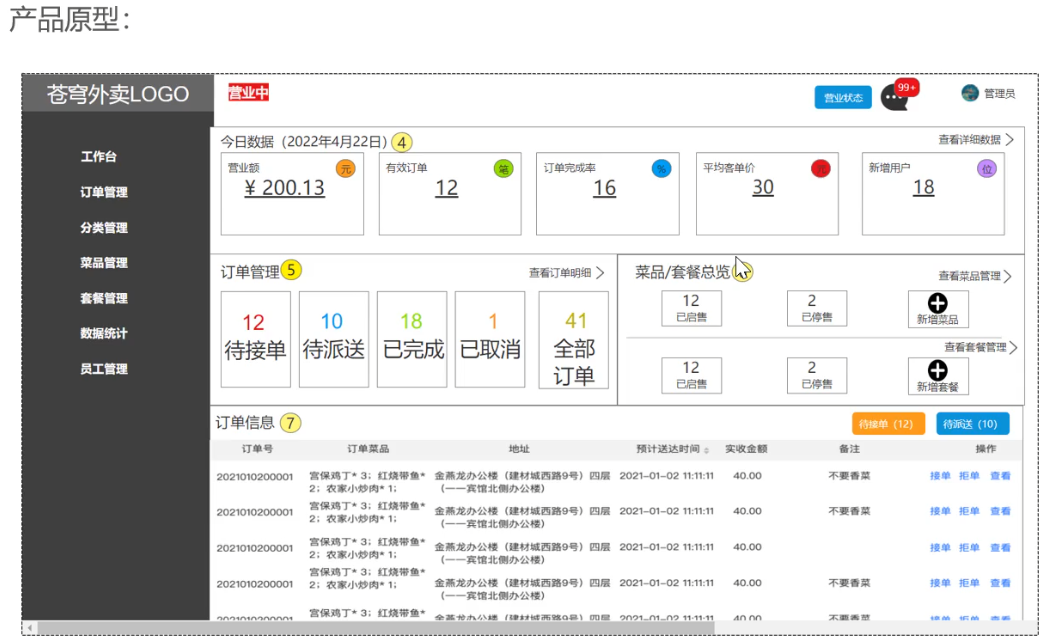 产品原型：
苍穹外卖LOGO
营业中
营业状态
99+
管理员
工作台
订单管理
分类管理
菜品管理
套餐管理
数据统计
员工管理
今日数据（2022年4月22日） 4
查看详细数据
营业额 元
¥ 200.13
有效订单 笔
12
订单完成率 %
16
平均客单价 元
30
新增用户 位
18
订单管理 5
查看订单明细
12
待接单
10
待派送
18
已完成
1
已取消
41
全部
订单
菜品/套餐总览
查看菜品管理
12
已启售
2
已停售
新增菜品
查看套餐管理
12
已启售
2
已停售
新增套餐
订单信息 7
待接单（12） 待派送（10）
订单号 订单菜品 地址 预计送达时间 实收金额 备注 操作
2021010200001 宫保鸡丁* 3；红烧带鱼* 金燕龙办公楼（建材城西路9号）四层 2021-01-02 11:11:11 40.00 不要香菜 接单 拒单 查看
2；农家小炒肉* 1; （一一宾馆北侧办公楼）
2021010200001 宫保鸡丁* 3；红烧带鱼* 金燕龙办公楼（建材城西路9号）四层 2021-01-02 11:11:11 40.00 不要香菜 接单 拒单 查看
2；农家小炒肉* 1; （一一宾馆北侧办公楼）
2021010200001 宫保鸡丁* 3；红烧带鱼* 金燕龙办公楼（建材城西路9号）四层 2021-01-02 11:11:11 40.00 接单 拒单 查看
2；农家小炒肉* 1; （一一宾馆北侧办公楼）
2021010200001 宫保鸡丁* 3；红烧带鱼* 金燕龙办公楼（建材城西路9号）四层 2021-01-02 11:11:11 40.00 不要香菜 接单 拒单 查看
2；农家小炒肉* 1; （一一宾馆北侧办公楼）
2021010200001 宫保鸡丁* 3；红烧带鱼* 金燕龙办公楼（建材城西路9号）四层 2021-01-02 11:11:11 40.00 不要香菜 接单 拒单 查看